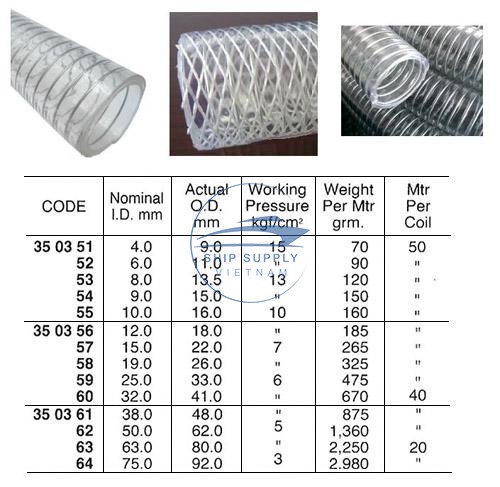 CODE Nominal I.D. mm Actual O.D. mm Working Pressure kgf/cm² Weight Per Mtr grm. Mtr Per Coil
35 03 51 4.0 9.0 15 70 50
52 6.0 11.0 " 90 "
53 8.0 13.5 13 120 "
54 9.0 15.0 " 150 "
55 10.0 16.0 10 160 "
35 03 56 12.0 18.0 " 185 "
57 15.0 22.0 7 265 "
58 19.0 26.0 " 325 "
59 25.0 33.0 6 475 "
60 32.0 41.0 " 670 40
35 03 61 38.0 48.0 " 875 "
62 50.0 62.0 5 1,360 "
63 63.0 80.0 " 2,250 20
64 75.0 92.0 3 2.980 "
SHIP SUPPLY
VIETNAM